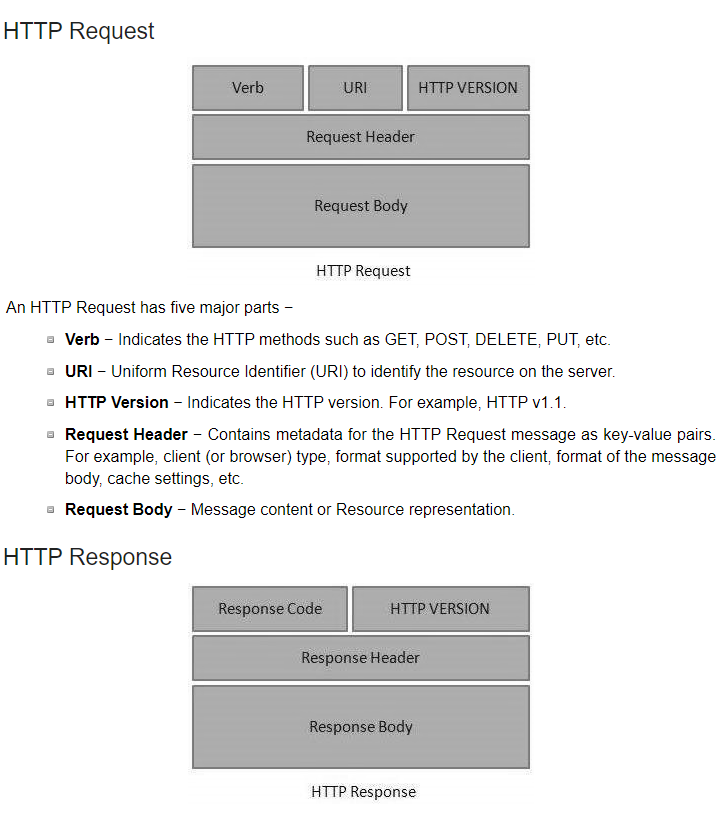 HTTP Request
Verb URI HTTP VERSION
Request Header
Request Body
HTTP Request
An HTTP Request has five major parts −
Verb − Indicates the HTTP methods such as GET, POST, DELETE, PUT, etc.
URI − Uniform Resource Identifier (URI) to identify the resource on the server.
HTTP Version − Indicates the HTTP version. For example, HTTP v1.1.
Request Header − Contains metadata for the HTTP Request message as key-value pairs.
For example, client (or browser) type, format supported by the client, format of the message
body, cache settings, etc.
Request Body − Message content or Resource representation.
HTTP Response
Response Code HTTP VERSION
Response Header
Response Body
HTTP Response